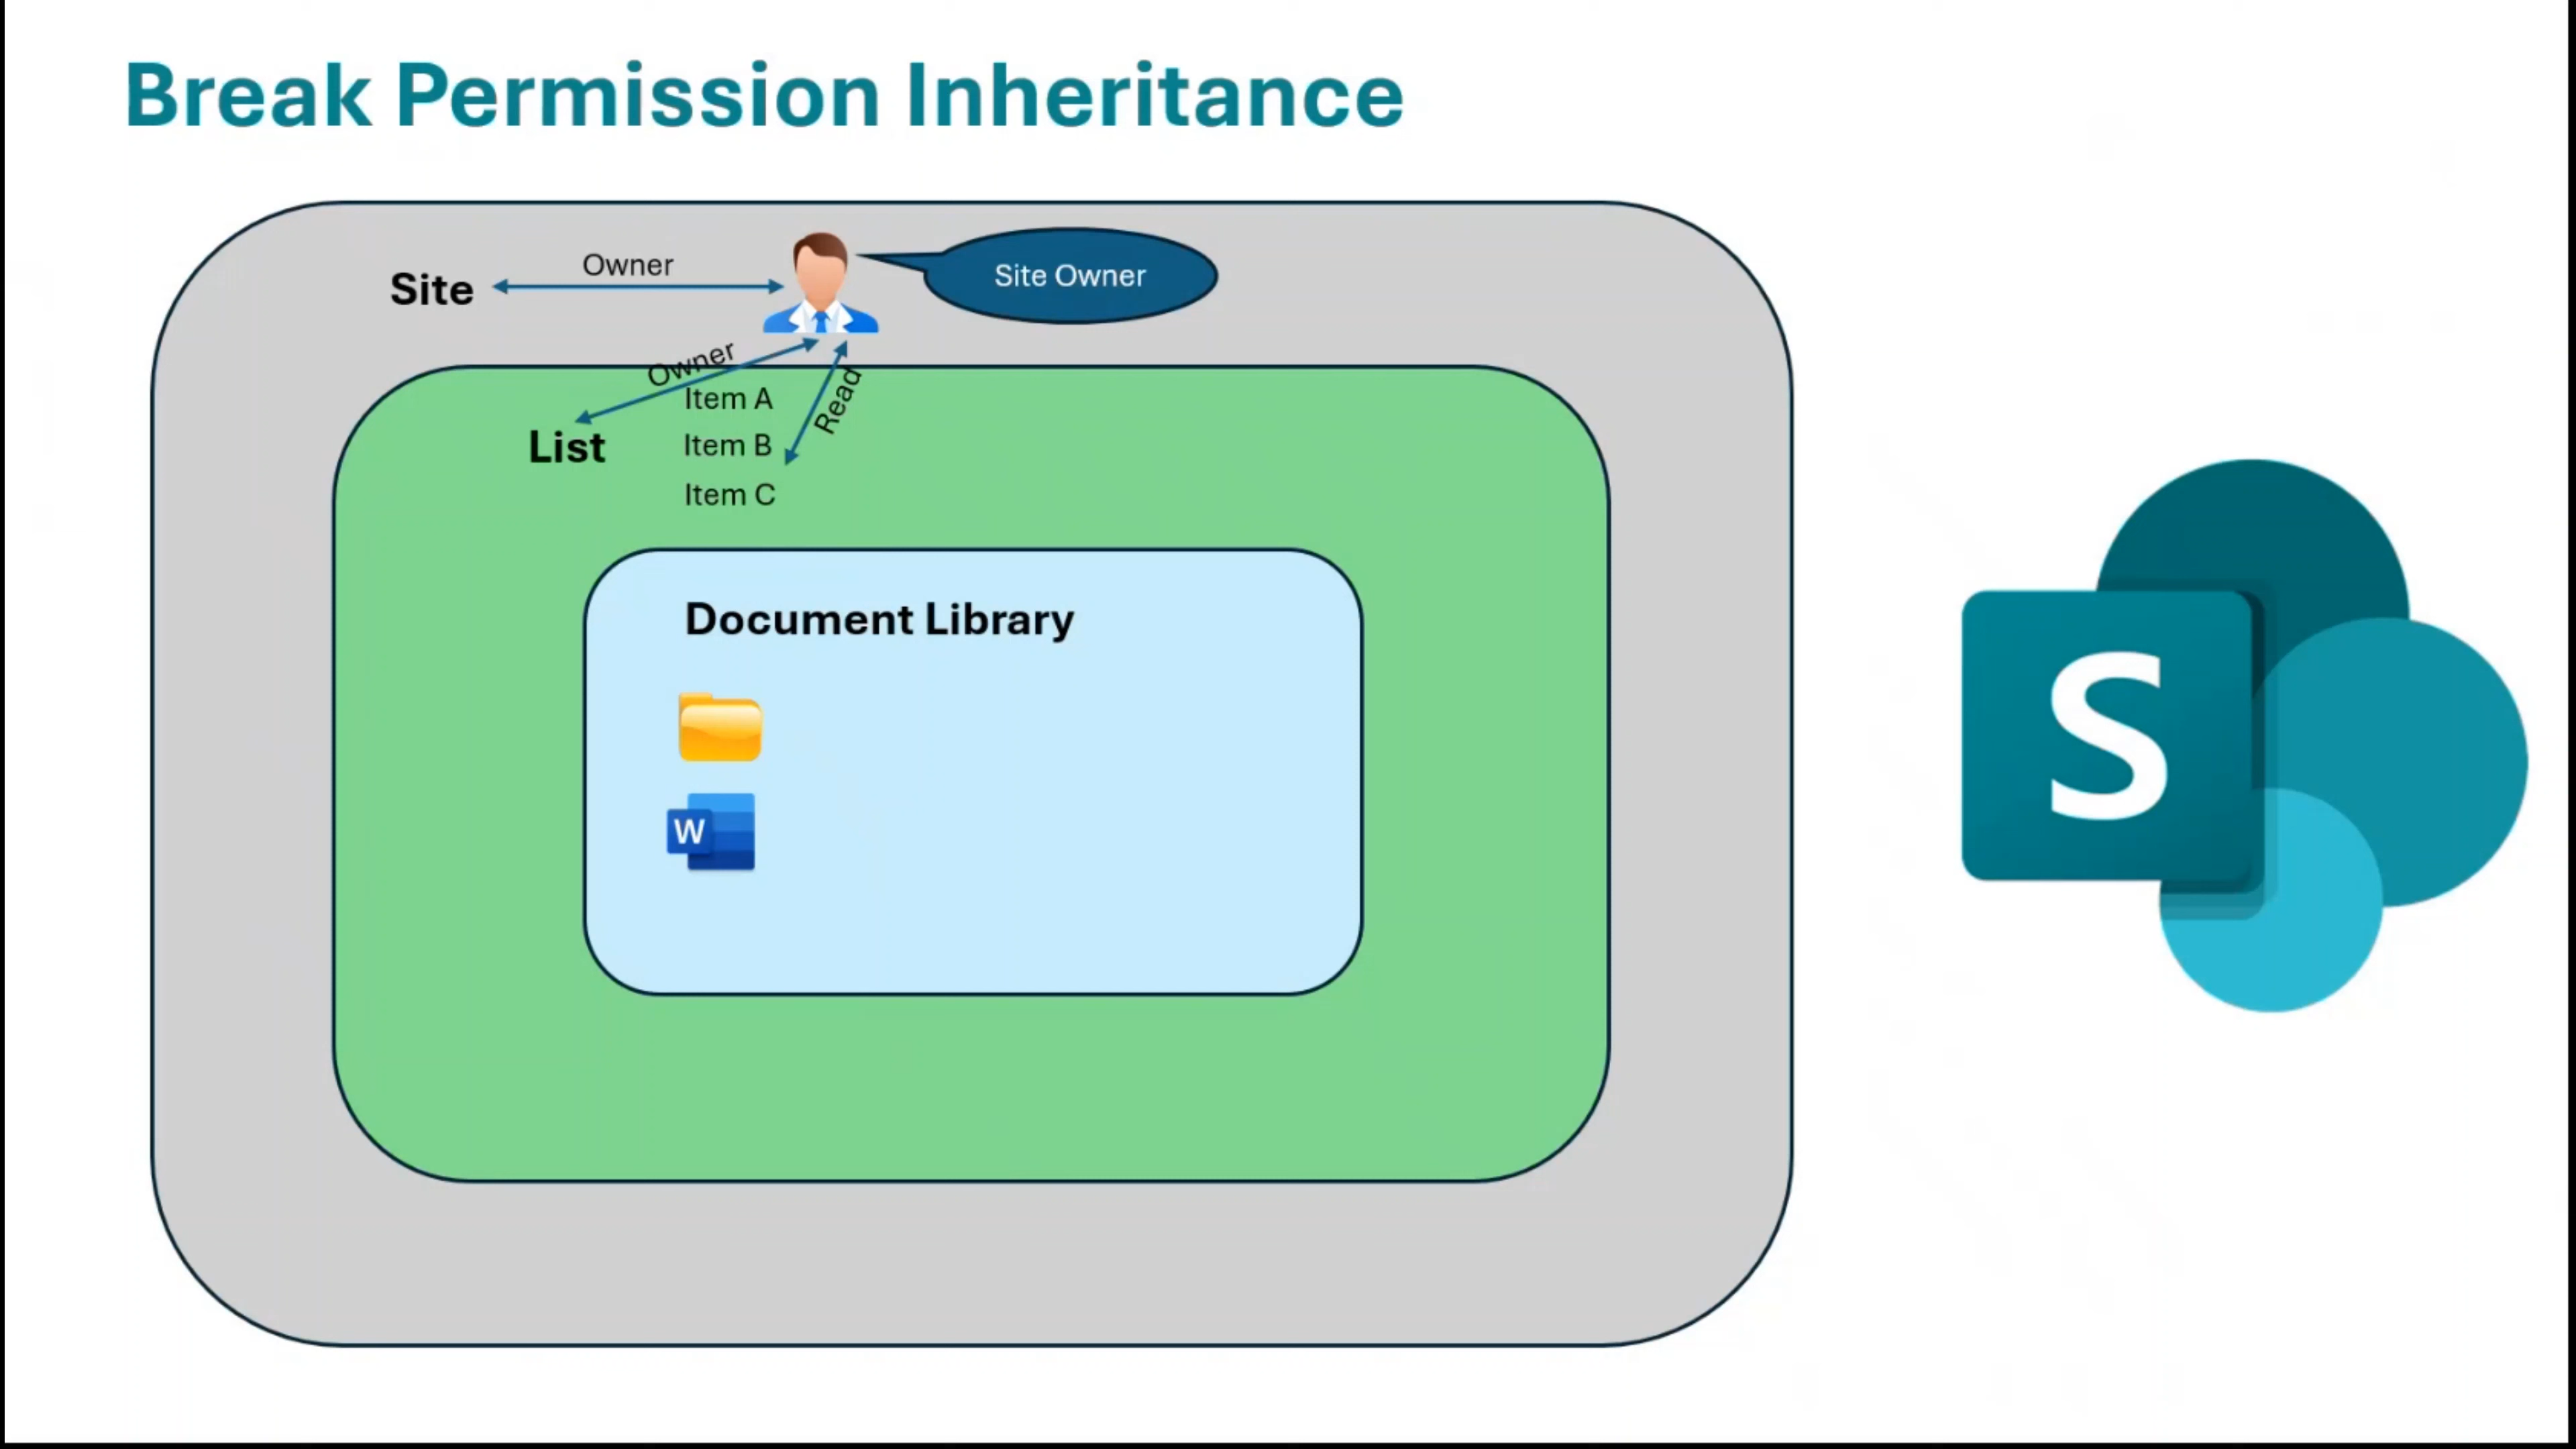 Break Permission Inheritance
Owner
Site
Site Owner
Owner
Read
Item A
List
Item B
Item C
Document Library
W
S